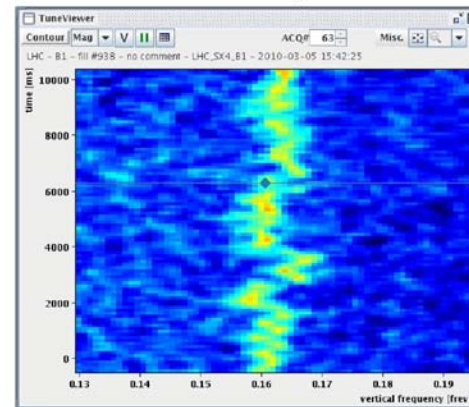 TuneViewer
Contour Mag V ACQ# 63 Misc.
LHC - B1 - fill #938 - no comment - LHC_SX4_B1 - 2010-03-05 15:42:25
time [ms]
10000
8000
6000
4000
2000
0
0.13 0.14 0.15 0.16 0.17 0.18 0.19
vertical frequency [frev